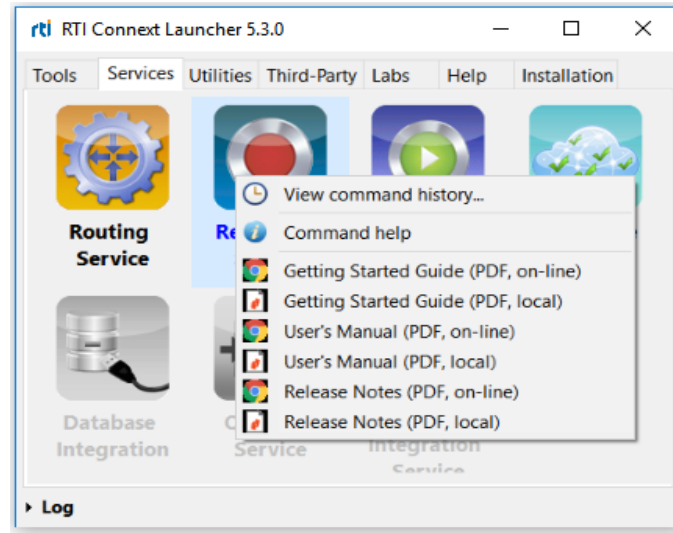 rti RTI Connext Launcher 5.3.0
Tools Services Utilities Third-Party Labs Help Installation
View command history...
Routing
Service
Command help
Getting Started Guide (PDF, on-line)
Getting Started Guide (PDF, local)
User's Manual (PDF, on-line)
User's Manual (PDF, local)
Release Notes (PDF, on-line)
Release Notes (PDF, local)
Database
Integration
Service
Integration
Service
Log